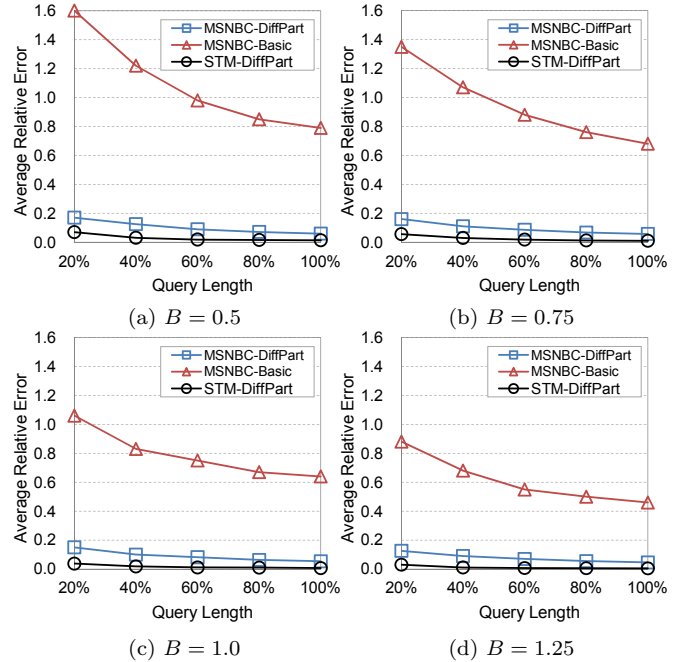 1.6
1.4
1.2
1.0
0.8
0.6
0.4
0.2
0.0
Average Relative Error
MSNBC-DiffPart
MSNBC-Basic
STM-DiffPart
20% 40% 60% 80% 100%
Query Length
(a) B = 0.5
1.6
1.4
1.2
1.0
0.8
0.6
0.4
0.2
0.0
Average Relative Error
MSNBC-DiffPart
MSNBC-Basic
STM-DiffPart
20% 40% 60% 80% 100%
Query Length
(b) B = 0.75
1.6
1.4
1.2
1.0
0.8
0.6
0.4
0.2
0.0
Average Relative Error
MSNBC-DiffPart
MSNBC-Basic
STM-DiffPart
20% 40% 60% 80% 100%
Query Length
(c) B = 1.0
1.6
1.4
1.2
1.0
0.8
0.6
0.4
0.2
0.0
Average Relative Error
MSNBC-DiffPart
MSNBC-Basic
STM-DiffPart
20% 40% 60% 80% 100%
Query Length
(d) B = 1.25